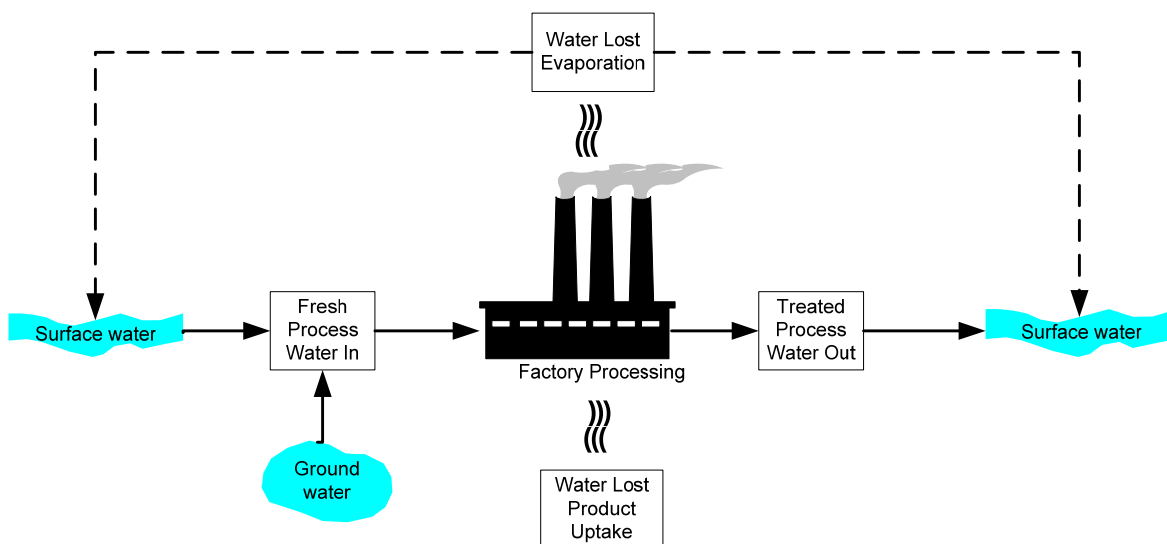 Water Lost
Evaporation
Surface water
Fresh
Process
Water In
Factory Processing
Treated
Process
Water Out
Surface water
Ground
water
Water Lost
Product
Uptake